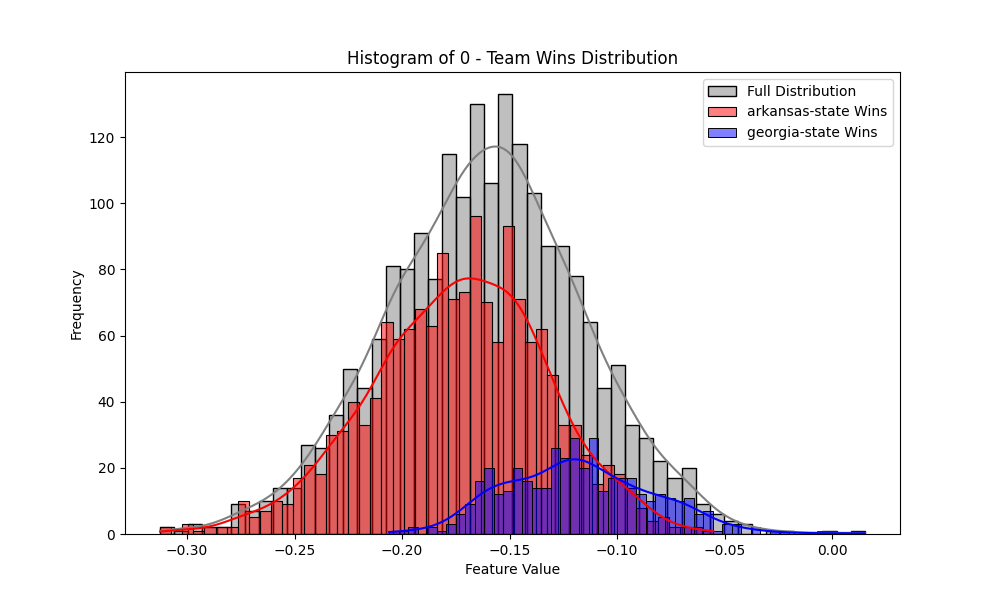 Histogram of 0 - Team Wins Distribution
Full Distribution
arkansas-state Wins
georgia-state Wins
Frequency
120
100
80
60
40
20
0
−0.30 −0.25 −0.20 −0.15 −0.10 −0.05 0.00
Feature Value